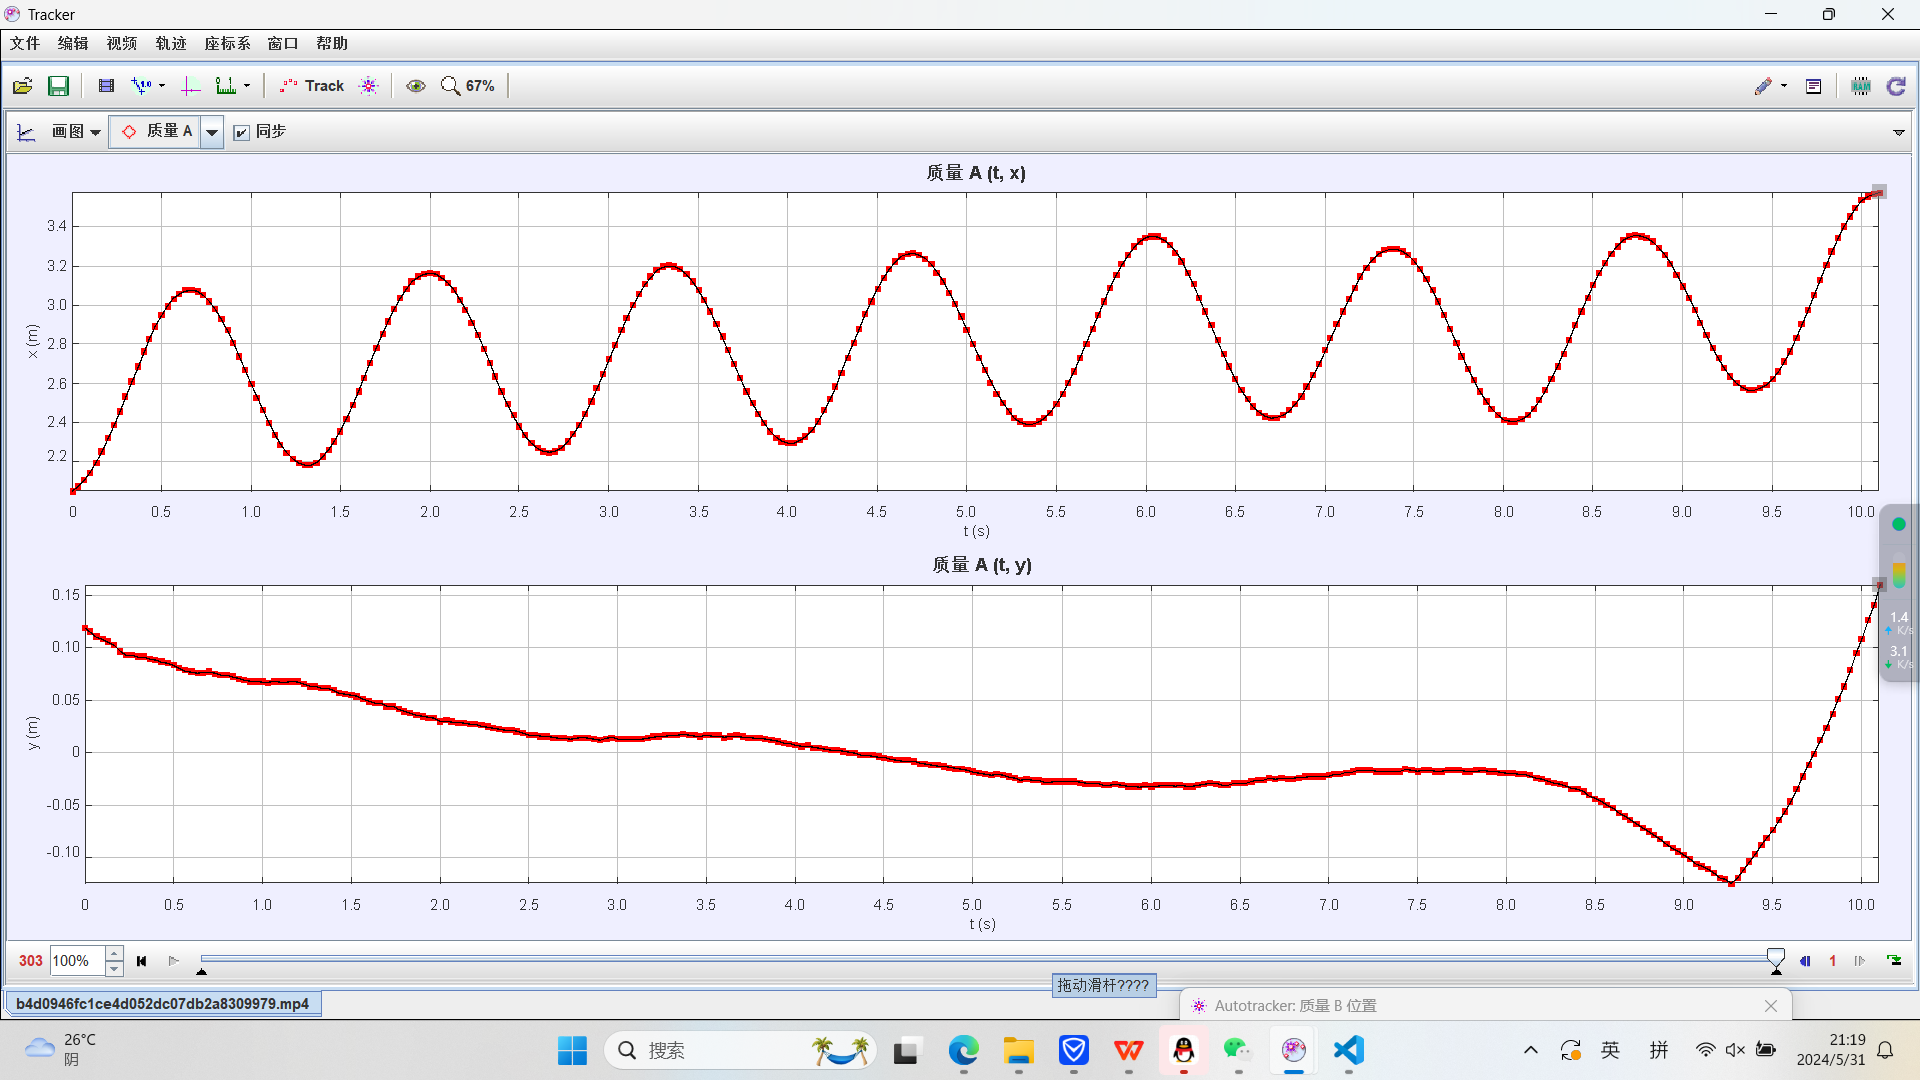 Tracker
文件 编辑 视频 轨迹 座标系 窗口 帮助
Track 67%
画图 质量 A 同步
质量 A (t, x)
3.4
3.2
3.0
2.8
2.6
2.4
2.2
x (m)
0 0.5 1.0 1.5 2.0 2.5 3.0 3.5 4.0 4.5 5.0 5.5 6.0 6.5 7.0 7.5 8.0 8.5 9.0 9.5 10.0
t (s)
质量 A (t, y)
0.15
0.10
0.05
0
-0.05
-0.10
y (m)
0 0.5 1.0 1.5 2.0 2.5 3.0 3.5 4.0 4.5 5.0 5.5 6.0 6.5 7.0 7.5 8.0 8.5 9.0 9.5 10.0
t (s)
1.4
K/s
3.1
K/s
303 100% 1
拖动滑杆????
b4d0946fc1ce4d052dc07db2a8309979.mp4
Autotracker: 质量 B 位置
26°C
阴
搜索
英 拼
21:19
2024/5/31